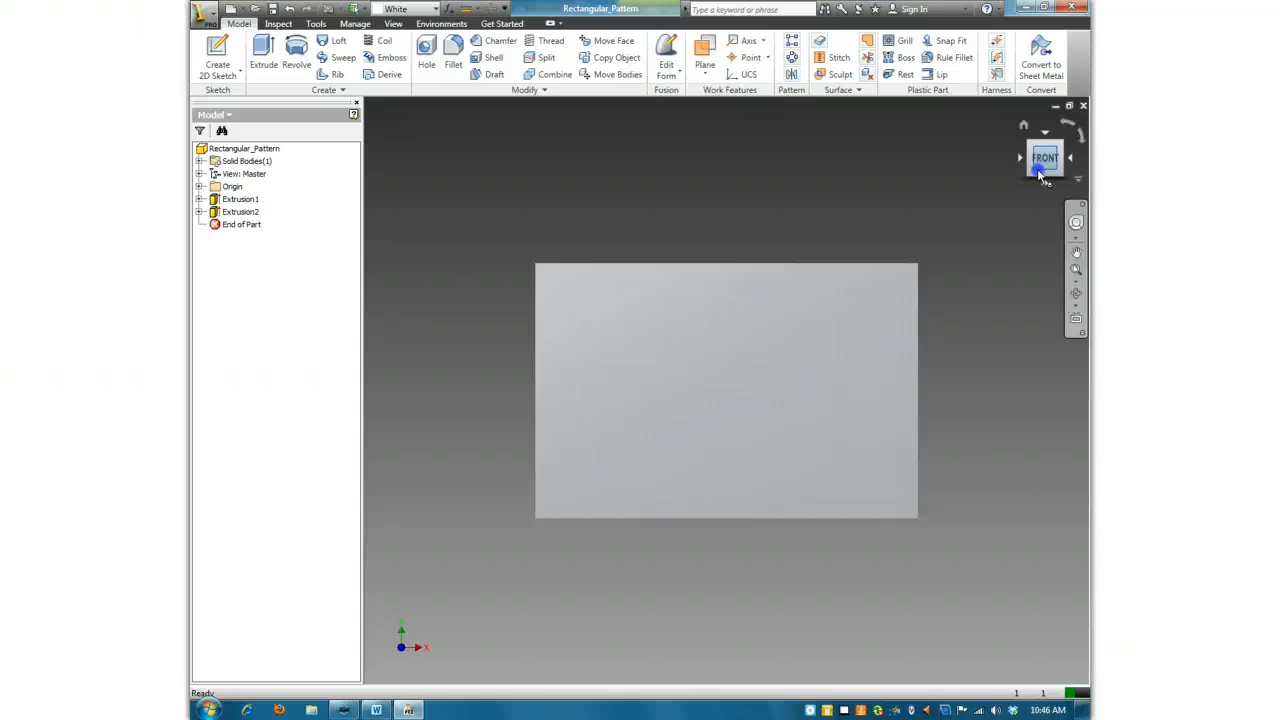 White
Rectangular_Pattern
Type a keyword or phrase
Sign In
PRO
Model
Inspect
Tools
Manage
View
Environments
Get Started
Create
2D Sketch
Extrude
Revolve
Loft
Sweep
Rib
Coil
Emboss
Derive
Hole
Fillet
Chamfer
Shell
Draft
Thread
Split
Combine
Move Face
Copy Object
Move Bodies
Edit
Form
Plane
Axis
Point
UCS
Stitch
Sculpt
Grill
Boss
Rest
Snap Fit
Rule Fillet
Lip
Convert to
Sheet Metal
Sketch
Create
Modify
Fusion
Work Features
Pattern
Surface
Plastic Part
Harness
Convert
Model
Rectangular_Pattern
Solid Bodies(1)
View: Master
Origin
Extrusion1
Extrusion2
End of Part
FRONT
X
Ready
1
1
10:46 AM